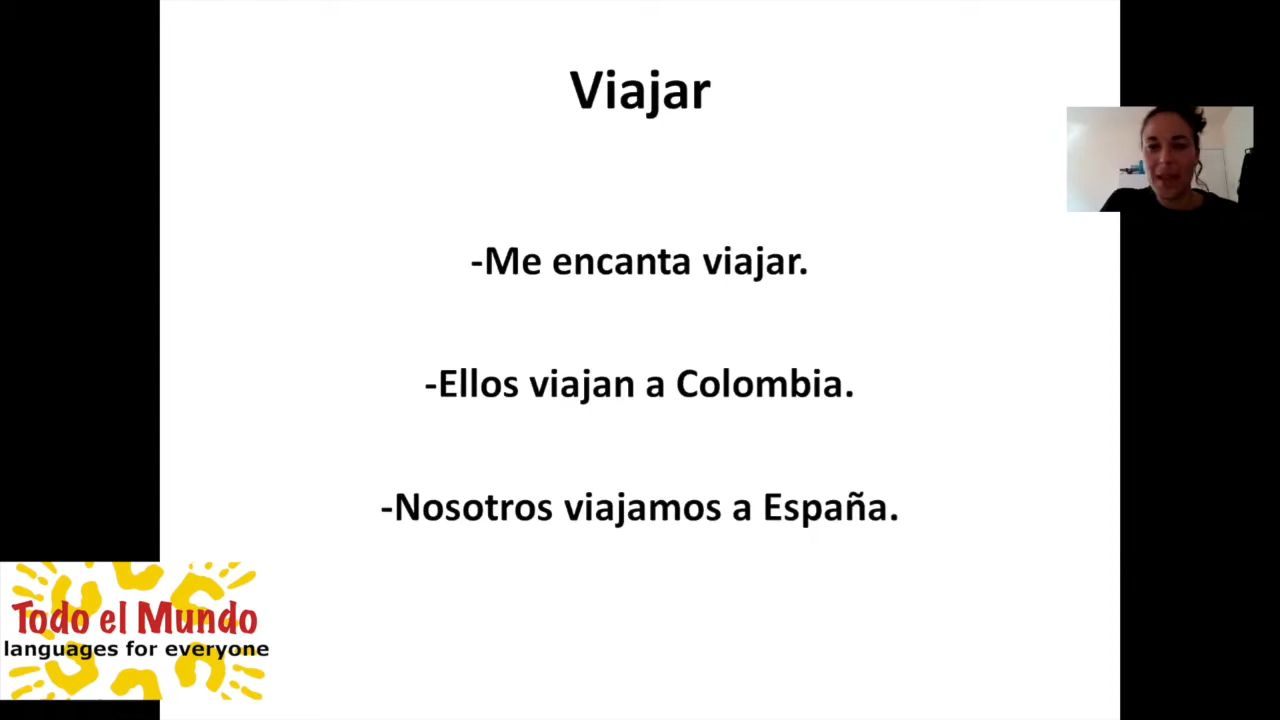 Viajar
-Me encanta viajar.
-Ellos viajan a Colombia.
-Nosotros viajamos a España.
Todo el Mundo
languages for everyone